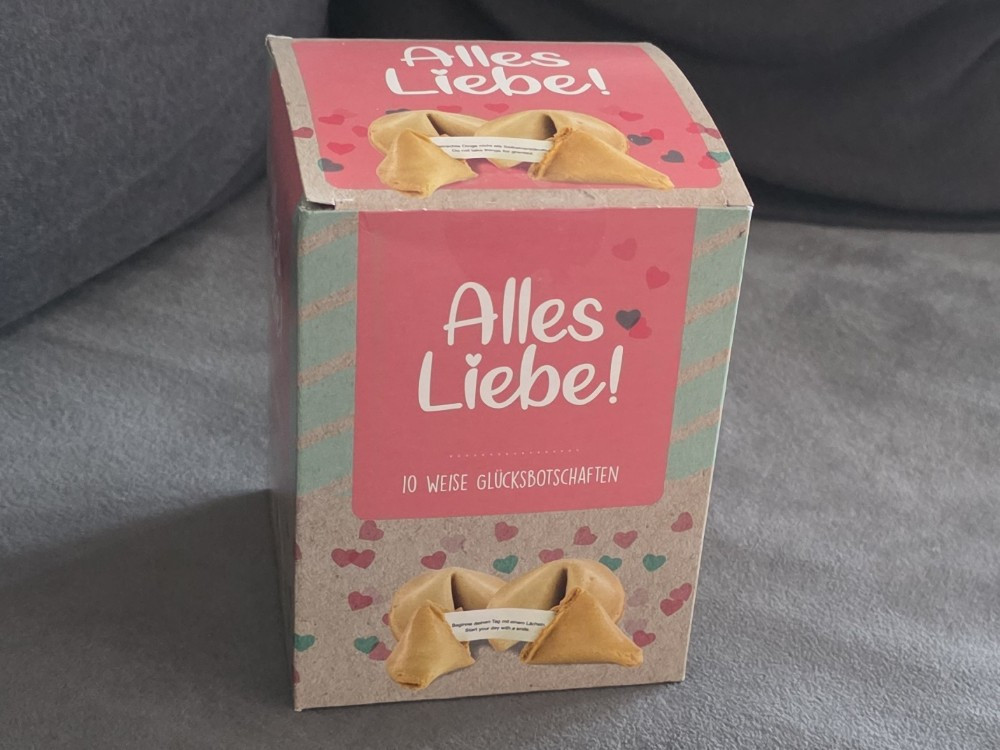 Alles
Liebe!
Alles
Liebe!
10 WEISE GLÜCKSBOTSCHAFTEN
Beginne deinen Tag mit einem Lächeln.
Start your day with a smile.